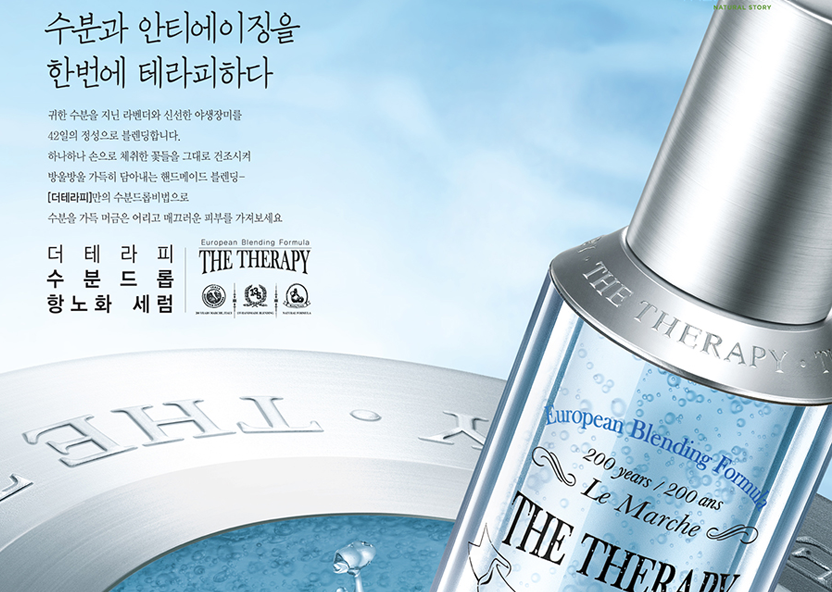 NATURAL STORY
수분과 안티에이징을
한번에 테라피하다
귀한 수분을 지닌 라벤더와 신선한 야생장미를
42일의 정성으로 블렌딩합니다.
하나하나 손으로 채취한 꽃들을 그대로 건조시켜
방울방울 가득히 담아내는 핸드메이드 블렌딩-
[더테라피]만의 수분드롭비법으로
수분을 가득 머금은 어리고 매끄러운 피부를 가져보세요
더테라피
수분드롭
항노화 세럼
European Blending Formula
THE THERAPY
NATURAL FORMULA
THE THERAPY · T
THE
European Blending Formula
200 years / 200 ans
Le Marche
THE THERAPY